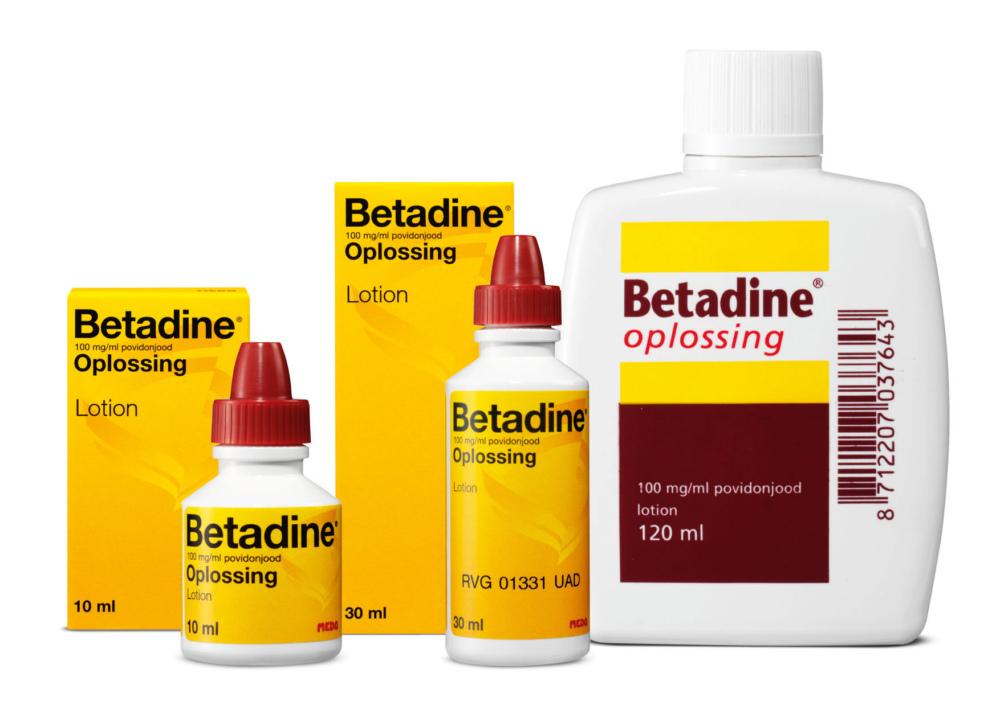 MEDA
Betadine®
100 mg/ml povidonjood
Oplossing
Lotion
10 ml
Betadine®
100 mg/ml povidonjood
Oplossing
Lotion
10 ml
MEDA
Betadine®
100 mg/ml povidonjood
Oplossing
Lotion
30 ml
Betadine®
100 mg/ml povidonjood
Oplossing
Lotion
RVG 01331 UAD
30 ml
MEDA
Betadine®
oplossing
100 mg/ml povidonjood
lotion
120 ml
8 712207 037643